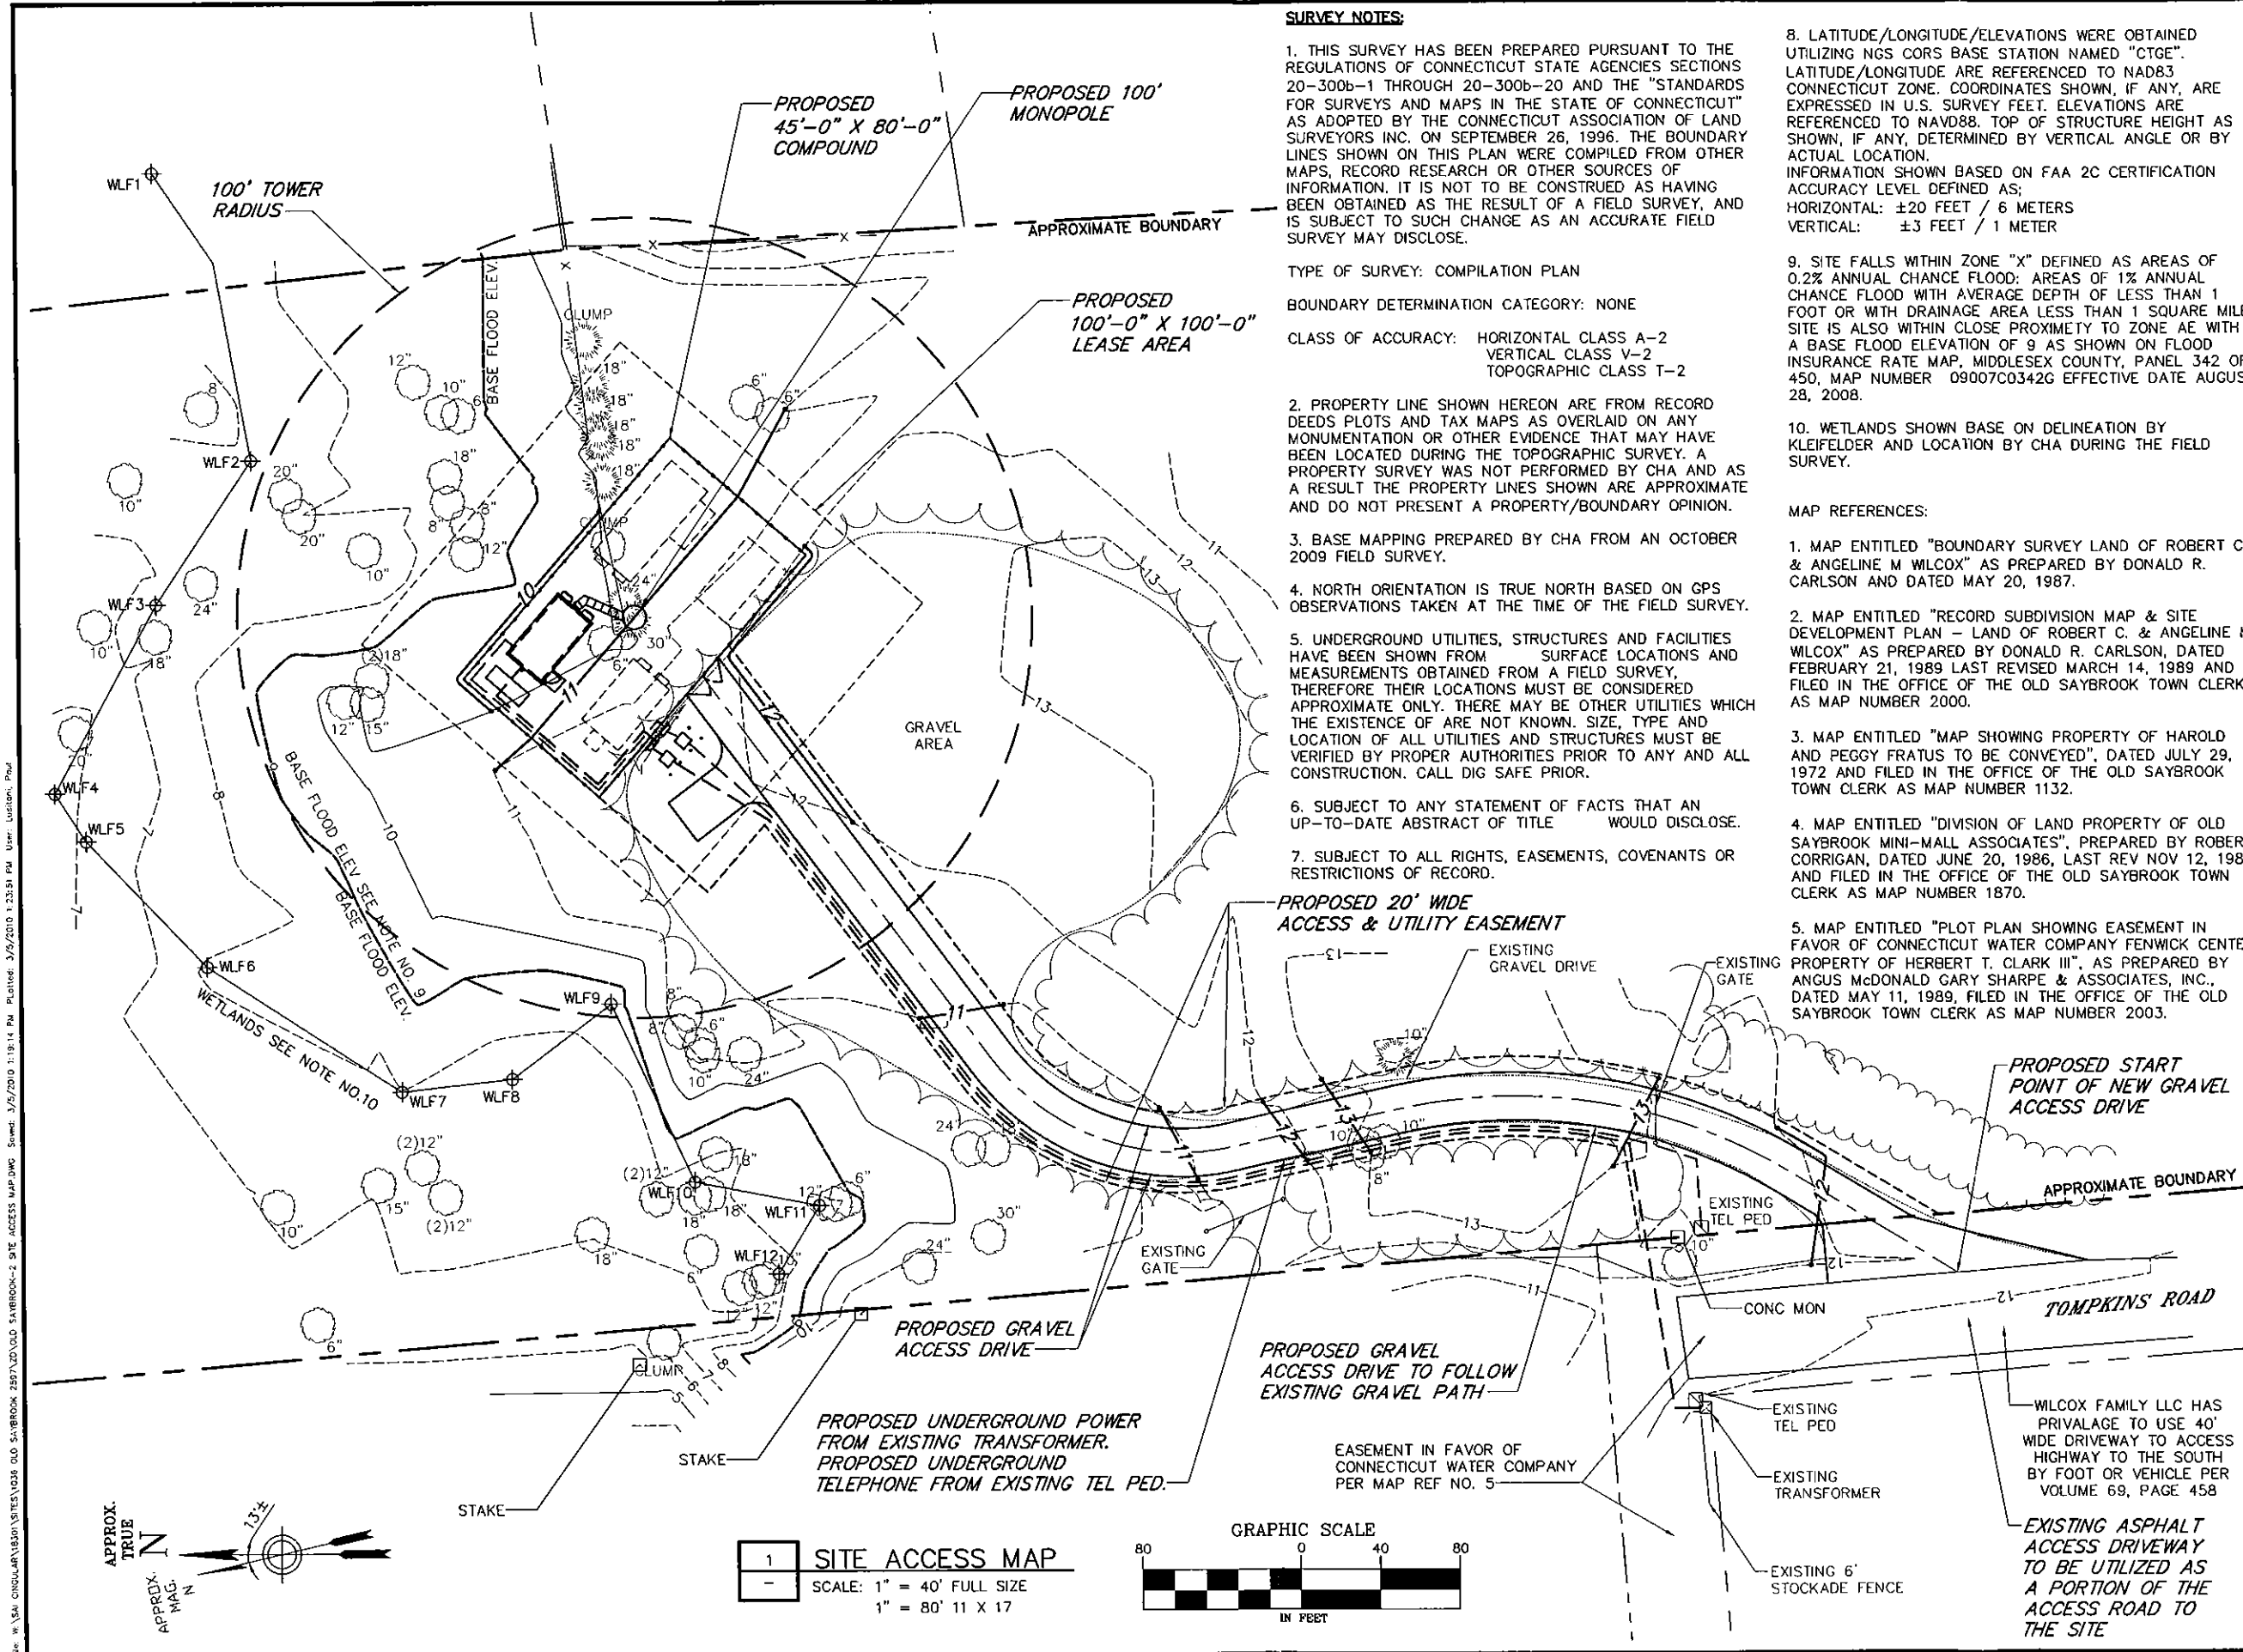 SURVEY NOTES:
1. THIS SURVEY HAS BEEN PREPARED PURSUANT TO THE
REGULATIONS OF CONNECTICUT STATE AGENCIES SECTIONS
20-300b-1 THROUGH 20-300b-20 AND THE "STANDARDS
FOR SURVEYS AND MAPS IN THE STATE OF CONNECTICUT"
AS ADOPTED BY THE CONNECTICUT ASSOCIATION OF LAND
SURVEYORS INC. ON SEPTEMBER 26, 1996. THE BOUNDARY
LINES SHOWN ON THIS PLAN WERE COMPILED FROM OTHER
MAPS, RECORD RESEARCH OR OTHER SOURCES OF
INFORMATION. IT IS NOT TO BE CONSTRUED AS HAVING
BEEN OBTAINED AS THE RESULT OF A FIELD SURVEY, AND
IS SUBJECT TO SUCH CHANGE AS AN ACCURATE FIELD
SURVEY MAY DISCLOSE.
TYPE OF SURVEY: COMPILATION PLAN
BOUNDARY DETERMINATION CATEGORY: NONE
CLASS OF ACCURACY: HORIZONTAL CLASS A-2
VERTICAL CLASS V-2
TOPOGRAPHIC CLASS T-2
2. PROPERTY LINE SHOWN HEREON ARE FROM RECORD
DEEDS PLOTS AND TAX MAPS AS OVERLAID ON ANY
MONUMENTATION OR OTHER EVIDENCE THAT MAY HAVE
BEEN LOCATED DURING THE TOPOGRAPHIC SURVEY. A
PROPERTY SURVEY WAS NOT PERFORMED BY CHA AND AS
A RESULT THE PROPERTY LINES SHOWN ARE APPROXIMATE
AND DO NOT PRESENT A PROPERTY/BOUNDARY OPINION.
3. BASE MAPPING PREPARED BY CHA FROM AN OCTOBER
2009 FIELD SURVEY.
4. NORTH ORIENTATION IS TRUE NORTH BASED ON GPS
OBSERVATIONS TAKEN AT THE TIME OF THE FIELD SURVEY.
5. UNDERGROUND UTILITIES, STRUCTURES AND FACILITIES
HAVE BEEN SHOWN FROM SURFACE LOCATIONS AND
MEASUREMENTS OBTAINED FROM A FIELD SURVEY,
THEREFORE THEIR LOCATIONS MUST BE CONSIDERED
APPROXIMATE ONLY. THERE MAY BE OTHER UTILITIES WHICH
THE EXISTENCE OF ARE NOT KNOWN. SIZE, TYPE AND
LOCATION OF ALL UTILITIES AND STRUCTURES MUST BE
VERIFIED BY PROPER AUTHORITIES PRIOR TO ANY AND ALL
CONSTRUCTION. CALL DIG SAFE PRIOR.
6. SUBJECT TO ANY STATEMENT OF FACTS THAT AN
UP-TO-DATE ABSTRACT OF TITLE WOULD DISCLOSE.
7. SUBJECT TO ALL RIGHTS, EASEMENTS, COVENANTS OR
RESTRICTIONS OF RECORD.
8. LATITUDE/LONGITUDE/ELEVATIONS WERE OBTAINED
UTILIZING NGS CORS BASE STATION NAMED "CTGE".
LATITUDE/LONGITUDE ARE REFERENCED TO NAD83
CONNECTICUT ZONE. COORDINATES SHOWN, IF ANY, ARE
EXPRESSED IN U.S. SURVEY FEET. ELEVATIONS ARE
REFERENCED TO NAVD88. TOP OF STRUCTURE HEIGHT AS
SHOWN, IF ANY, DETERMINED BY VERTICAL ANGLE OR BY
ACTUAL LOCATION.
INFORMATION SHOWN BASED ON FAA 2C CERTIFICATION
ACCURACY LEVEL DEFINED AS;
HORIZONTAL: ±20 FEET / 6 METERS
VERTICAL: ±3 FEET / 1 METER
9. SITE FALLS WITHIN ZONE "X" DEFINED AS AREAS OF
0.2% ANNUAL CHANCE FLOOD: AREAS OF 1% ANNUAL
CHANCE FLOOD WITH AVERAGE DEPTH OF LESS THAN 1
FOOT OR WITH DRAINAGE AREA LESS THAN 1 SQUARE MILE
SITE IS ALSO WITHIN CLOSE PROXIMETY TO ZONE AE WITH
A BASE FLOOD ELEVATION OF 9 AS SHOWN ON FLOOD
INSURANCE RATE MAP, MIDDLESEX COUNTY, PANEL 342 OF
450, MAP NUMBER 09007C0342G EFFECTIVE DATE AUGUS
28, 2008.
10. WETLANDS SHOWN BASE ON DELINEATION BY
KLEIFELDER AND LOCATION BY CHA DURING THE FIELD
SURVEY.
MAP REFERENCES:
1. MAP ENTITLED "BOUNDARY SURVEY LAND OF ROBERT C
& ANGELINE M WILCOX" AS PREPARED BY DONALD R.
CARLSON AND DATED MAY 20, 1987.
2. MAP ENTITLED "RECORD SUBDIVISION MAP & SITE
DEVELOPMENT PLAN – LAND OF ROBERT C. & ANGELINE
WILCOX" AS PREPARED BY DONALD R. CARLSON, DATED
FEBRUARY 21, 1989 LAST REVISED MARCH 14, 1989 AND
FILED IN THE OFFICE OF THE OLD SAYBROOK TOWN CLERK
AS MAP NUMBER 2000.
3. MAP ENTITLED "MAP SHOWING PROPERTY OF HAROLD
AND PEGGY FRATUS TO BE CONVEYED", DATED JULY 29,
1972 AND FILED IN THE OFFICE OF THE OLD SAYBROOK
TOWN CLERK AS MAP NUMBER 1132.
4. MAP ENTITLED "DIVISION OF LAND PROPERTY OF OLD
SAYBROOK MINI-MALL ASSOCIATES", PREPARED BY ROBER
CORRIGAN, DATED JUNE 20, 1986, LAST REV NOV 12, 198
AND FILED IN THE OFFICE OF THE OLD SAYBROOK TOWN
CLERK AS MAP NUMBER 1870.
5. MAP ENTITLED "PLOT PLAN SHOWING EASEMENT IN
FAVOR OF CONNECTICUT WATER COMPANY FENWICK CENTE
PROPERTY OF HERBERT T. CLARK III", AS PREPARED BY
ANGUS McDONALD GARY SHARPE & ASSOCIATES, INC.,
DATED MAY 11, 1989, FILED IN THE OFFICE OF THE OLD
SAYBROOK TOWN CLERK AS MAP NUMBER 2003.
PROPOSED
45'-0" X 80'-0"
COMPOUND
PROPOSED 100'
MONOPOLE
100' TOWER
RADIUS
APPROXIMATE BOUNDARY
PROPOSED
100'-0" X 100'-0"
LEASE AREA
BASE FLOOD ELEV.
CLUMP
CLUMP
WLF1
WLF2
WLF3
WLF4
WLF5
WLF6
WLF7
WLF8
WLF9
WLF10
WLF11
WLF12
GRAVEL
AREA
BASE FLOOD ELEV SEE NOTE NO. 9
BASE FLOOD ELEV.
WETLANDS SEE NOTE NO.10
PROPOSED 20' WIDE
ACCESS & UTILITY EASEMENT
EXISTING
GRAVEL DRIVE
EXISTING
GATE
PROPOSED START
POINT OF NEW GRAVEL
ACCESS DRIVE
APPROXIMATE BOUNDARY
EXISTING
TEL PED
EXISTING
GATE
CONC MON
TOMPKINS ROAD
PROPOSED GRAVEL
ACCESS DRIVE
PROPOSED GRAVEL
ACCESS DRIVE TO FOLLOW
EXISTING GRAVEL PATH
CLUMP
STAKE
STAKE
PROPOSED UNDERGROUND POWER
FROM EXISTING TRANSFORMER.
PROPOSED UNDERGROUND
TELEPHONE FROM EXISTING TEL PED.
EASEMENT IN FAVOR OF
CONNECTICUT WATER COMPANY
PER MAP REF NO. 5
EXISTING
TEL PED
EXISTING
TRANSFORMER
EXISTING 6'
STOCKADE FENCE
WILCOX FAMILY LLC HAS
PRIVALAGE TO USE 40'
WIDE DRIVEWAY TO ACCESS
HIGHWAY TO THE SOUTH
BY FOOT OR VEHICLE PER
VOLUME 69, PAGE 458
EXISTING ASPHALT
ACCESS DRIVEWAY
TO BE UTILIZED AS
A PORTION OF THE
ACCESS ROAD TO
THE SITE
APPROX.
TRUE
N
APPROX.
MAG.
N
13'±
1
SITE ACCESS MAP
SCALE: 1" = 40' FULL SIZE
1" = 80' 11 X 17
GRAPHIC SCALE
80 0 40 80
IN FEET